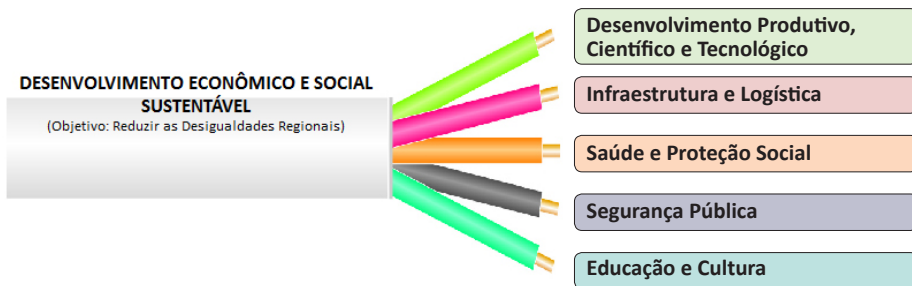 DESENVOLVIMENTO ECONÔMICO E SOCIAL
SUSTENTÁVEL
(Objetivo: Reduzir as Desigualdades Regionais)
Desenvolvimento Produtivo,
Científico e Tecnológico
Infraestrutura e Logística
Saúde e Proteção Social
Segurança Pública
Educação e Cultura